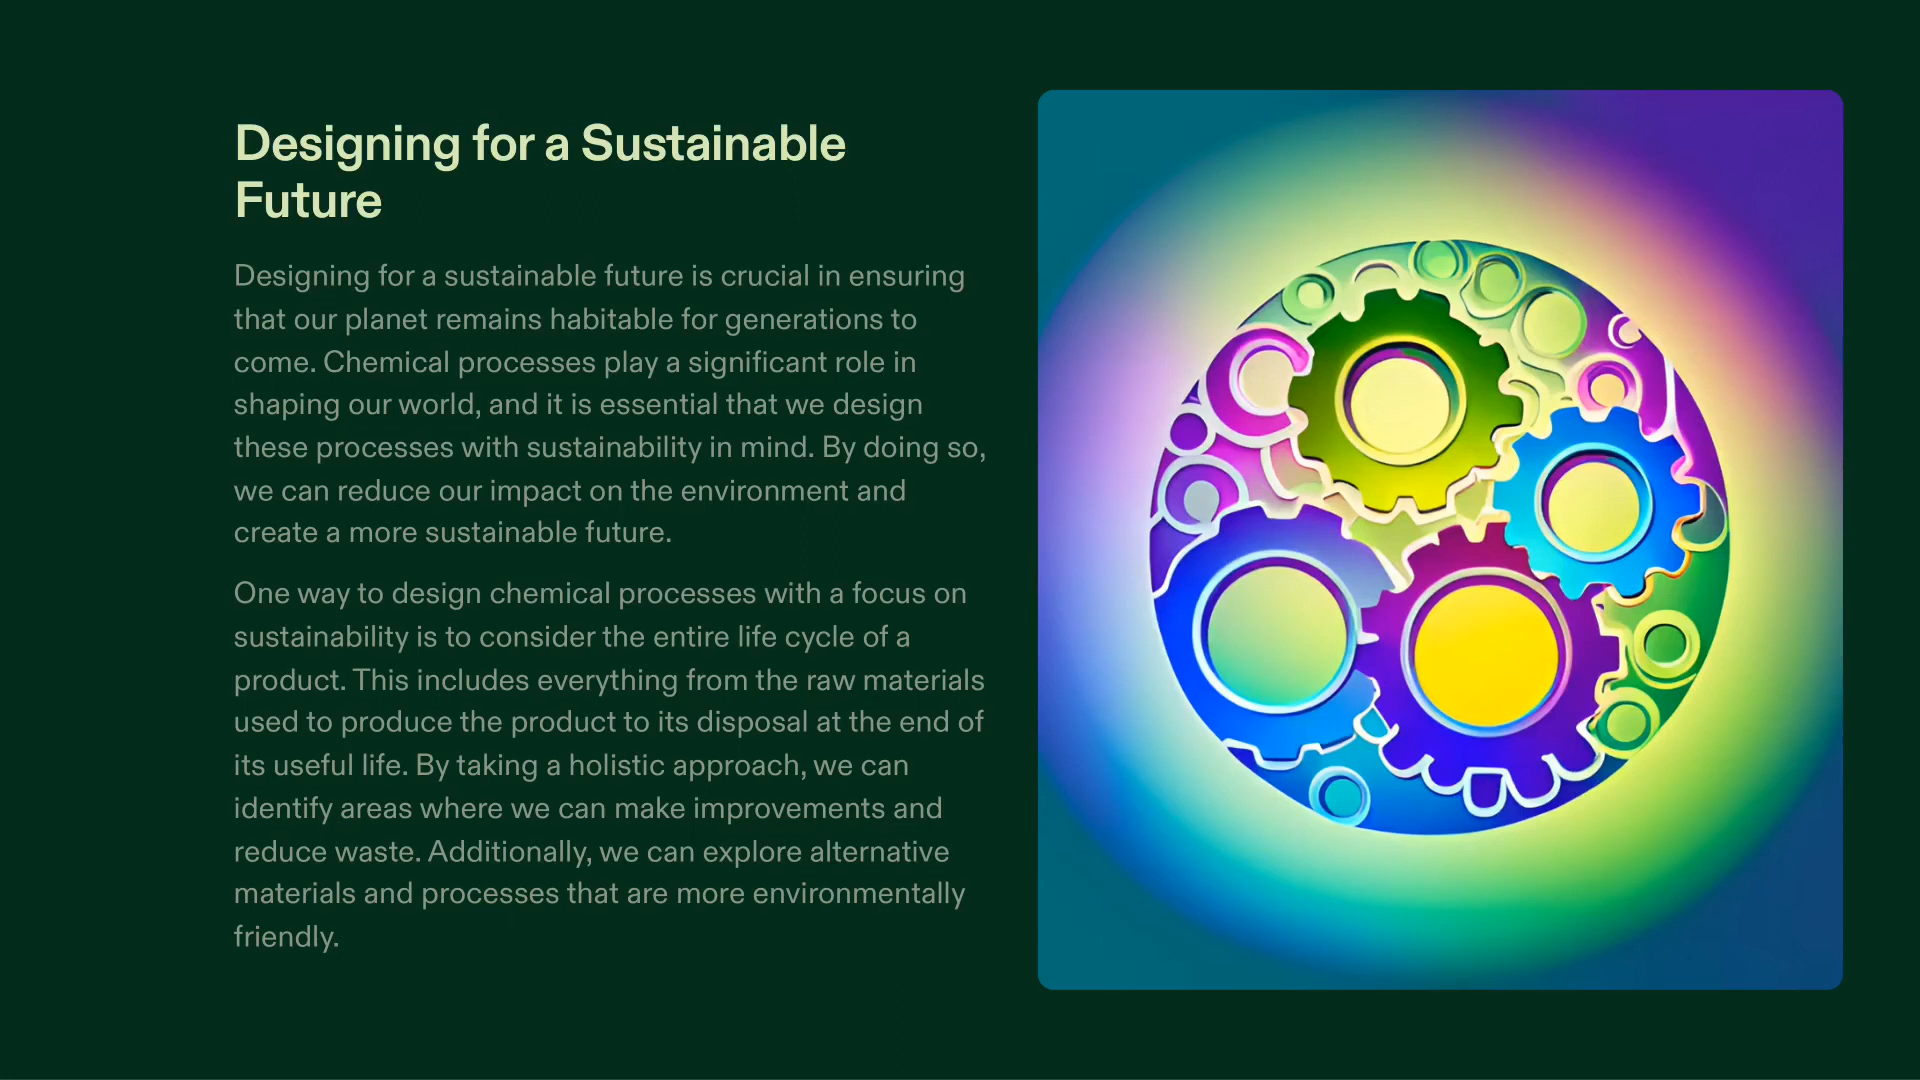 Designing for a Sustainable
Future
Designing for a sustainable future is crucial in ensuring
that our planet remains habitable for generations to
come. Chemical processes play a significant role in
shaping our world, and it is essential that we design
these processes with sustainability in mind. By doing so,
we can reduce our impact on the environment and
create a more sustainable future.
One way to design chemical processes with a focus on
sustainability is to consider the entire life cycle of a
product. This includes everything from the raw materials
used to produce the product to its disposal at the end of
its useful life. By taking a holistic approach, we can
identify areas where we can make improvements and
reduce waste. Additionally, we can explore alternative
materials and processes that are more environmentally
friendly.